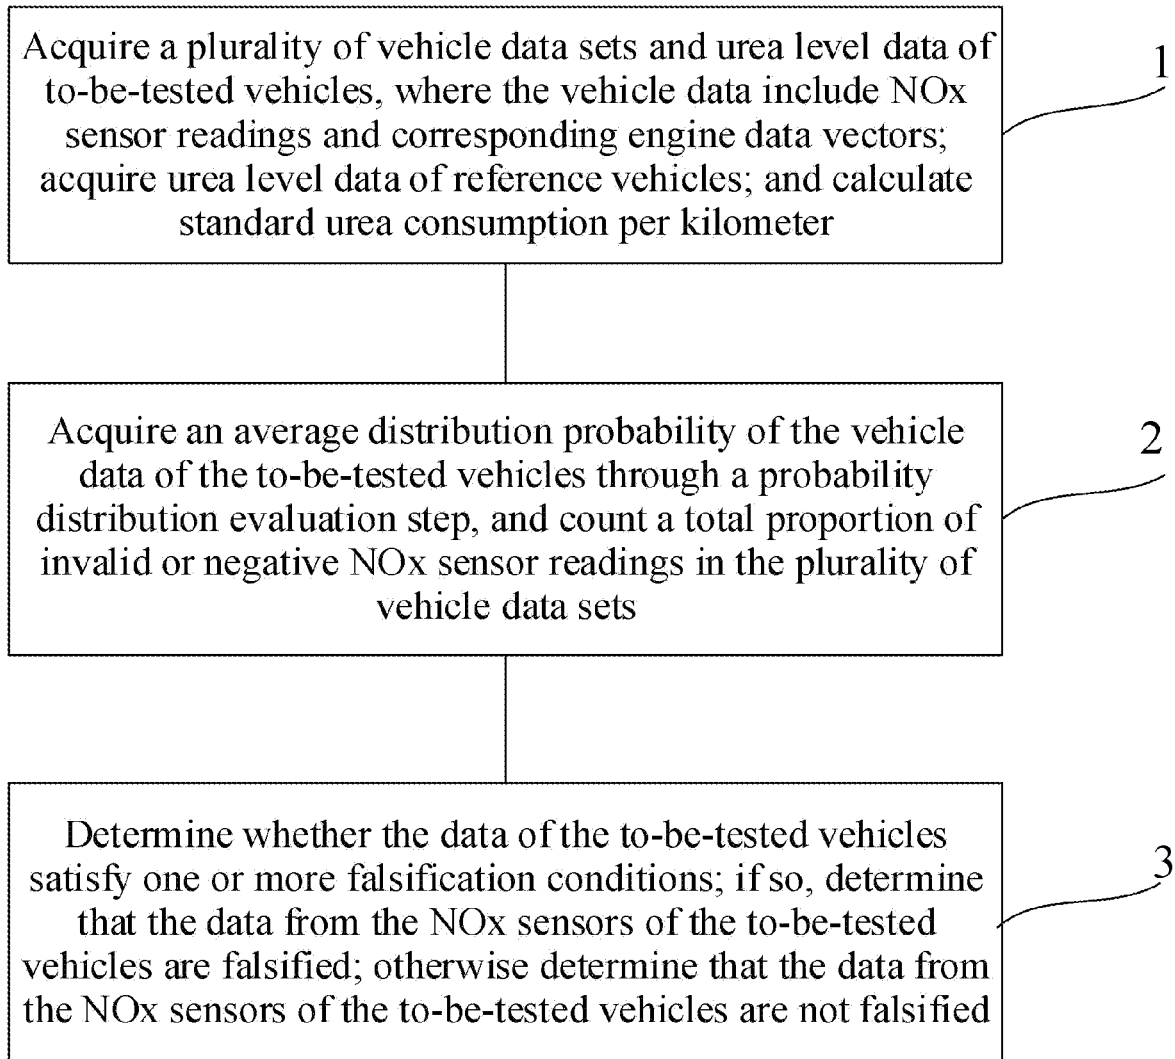 Acquire a plurality of vehicle data sets and urea level data of
to-be-tested vehicles, where the vehicle data include NOx
sensor readings and corresponding engine data vectors;
acquire urea level data of reference vehicles; and calculate
standard urea consumption per kilometer
1
Acquire an average distribution probability of the vehicle
data of the to-be-tested vehicles through a probability
distribution evaluation step, and count a total proportion of
invalid or negative NOx sensor readings in the plurality of
vehicle data sets
2
Determine whether the data of the to-be-tested vehicles
satisfy one or more falsification conditions; if so, determine
that the data from the NOx sensors of the to-be-tested
vehicles are falsified; otherwise determine that the data from
the NOx sensors of the to-be-tested vehicles are not falsified
3